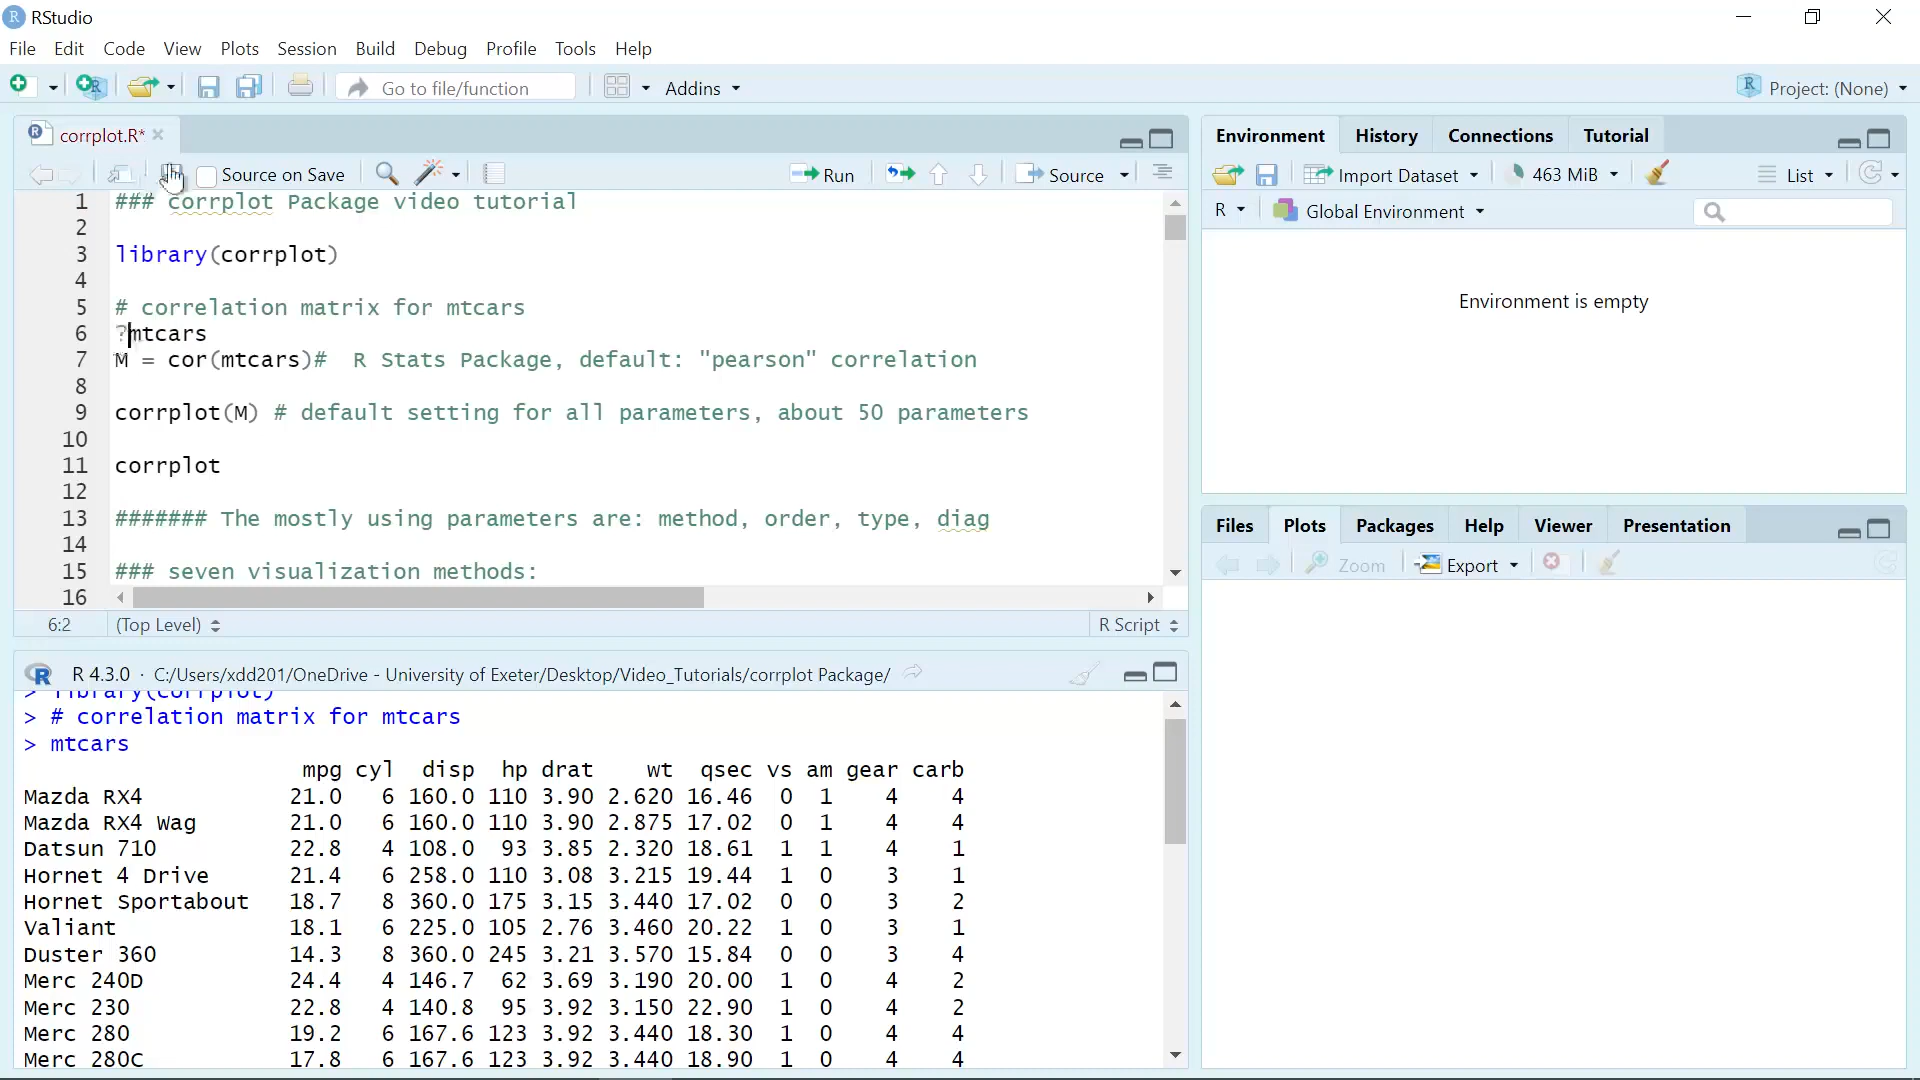 RStudio
File Edit Code View Plots Session Build Debug Profile Tools Help
Go to file/function Addins Project: (None)
corrplot.R*
Source on Save Run Source
1 ### corrplot Package video tutorial
2
3 library(corrplot)
4
5 # correlation matrix for mtcars
6 ?mtcars
7 M = cor(mtcars)# R Stats Package, default: "pearson" correlation
8
9 corrplot(M) # default setting for all parameters, about 50 parameters
10
11 corrplot
12
13 ####### The mostly using parameters are: method, order, type, diag
14
15 ### seven visualization methods:
16
6:2 (Top Level) R Script
R 4.3.0 · C:/Users/xdd201/OneDrive - University of Exeter/Desktop/Video_Tutorials/corrplot Package/
> library(corrplot)
> # correlation matrix for mtcars
> mtcars
mpg cyl disp hp drat wt qsec vs am gear carb
Mazda RX4 21.0 6 160.0 110 3.90 2.620 16.46 0 1 4 4
Mazda RX4 Wag 21.0 6 160.0 110 3.90 2.875 17.02 0 1 4 4
Datsun 710 22.8 4 108.0 93 3.85 2.320 18.61 1 1 4 1
Hornet 4 Drive 21.4 6 258.0 110 3.08 3.215 19.44 1 0 3 1
Hornet Sportabout 18.7 8 360.0 175 3.15 3.440 17.02 0 0 3 2
Valiant 18.1 6 225.0 105 2.76 3.460 20.22 1 0 3 1
Duster 360 14.3 8 360.0 245 3.21 3.570 15.84 0 0 3 4
Merc 240D 24.4 4 146.7 62 3.69 3.190 20.00 1 0 4 2
Merc 230 22.8 4 140.8 95 3.92 3.150 22.90 1 0 4 2
Merc 280 19.2 6 167.6 123 3.92 3.440 18.30 1 0 4 4
Merc 280C 17.8 6 167.6 123 3.92 3.440 18.90 1 0 4 4
Environment History Connections Tutorial
Import Dataset 463 MiB List
R Global Environment
Environment is empty
Files Plots Packages Help Viewer Presentation
Zoom Export